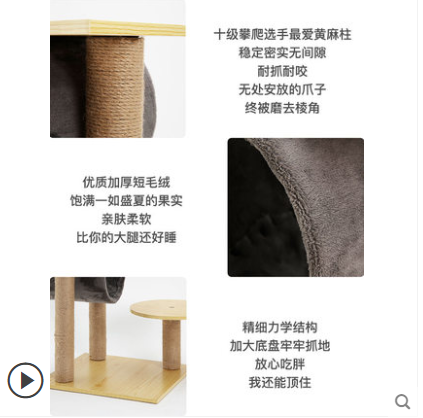 十级攀爬选手最爱黄麻柱
稳定密实无间隙
耐抓耐咬
无处安放的爪子
终被磨去棱角
优质加厚短毛绒
饱满一如盛夏的果实
亲肤柔软
比你的大腿还好睡
精细力学结构
加大底盘牢牢抓地
放心吃胖
我还能顶住